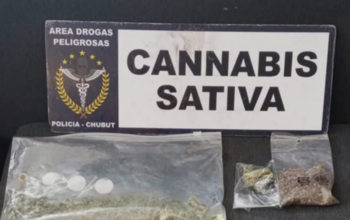 AREA DROGAS
PELIGROSAS
POLICIA - CHUBUT
CANNABIS
SATIVA